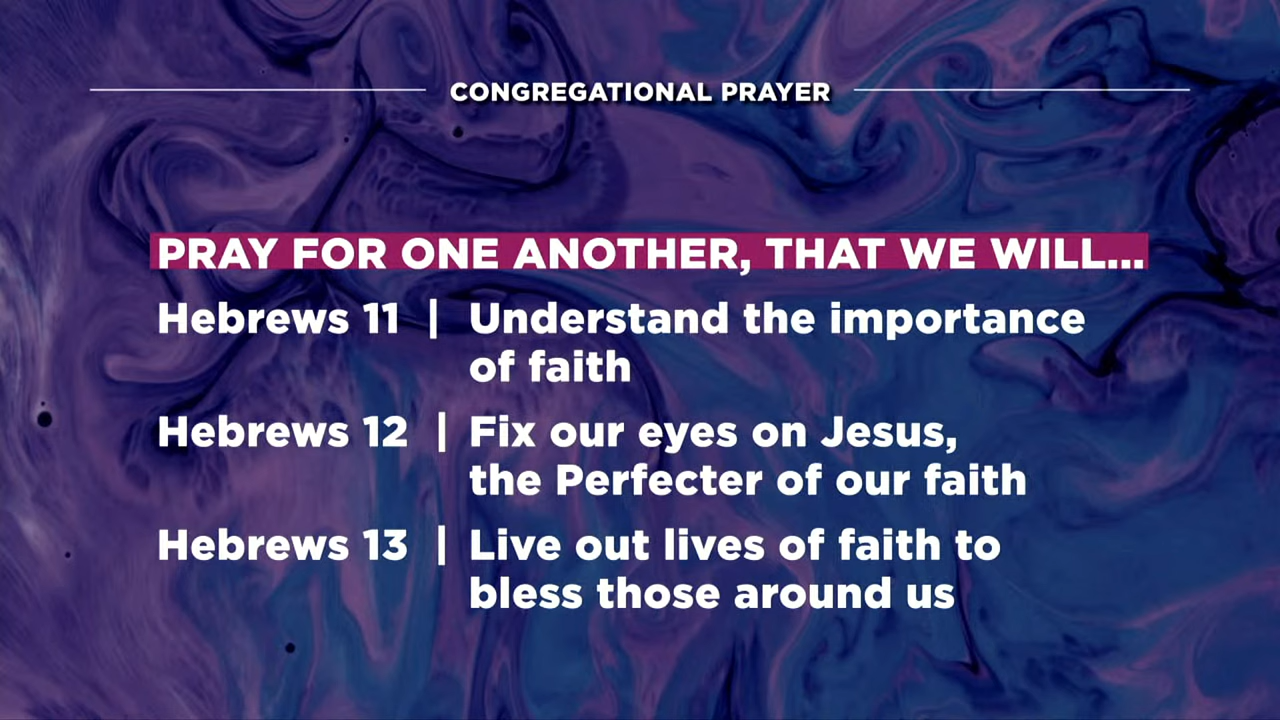 CONGREGATIONAL PRAYER
PRAY FOR ONE ANOTHER, THAT WE WILL...
Hebrews 11 | Understand the importance
of faith
Hebrews 12 | Fix our eyes on Jesus,
the Perfecter of our faith
Hebrews 13 | Live out lives of faith to
bless those around us